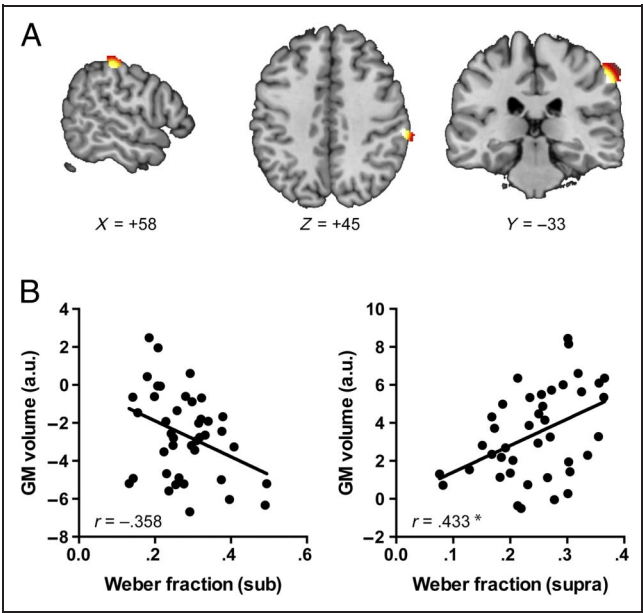 A
X = +58
Z = +45
Y = –33
B
4
2
0
–2
–4
–6
–8
GM volume (a.u.)
r = –.358
0.0
.2
.4
.6
Weber fraction (sub)
10
8
6
4
2
0
–2
GM volume (a.u.)
r = .433 *
0.0
.1
.2
.3
.4
Weber fraction (supra)